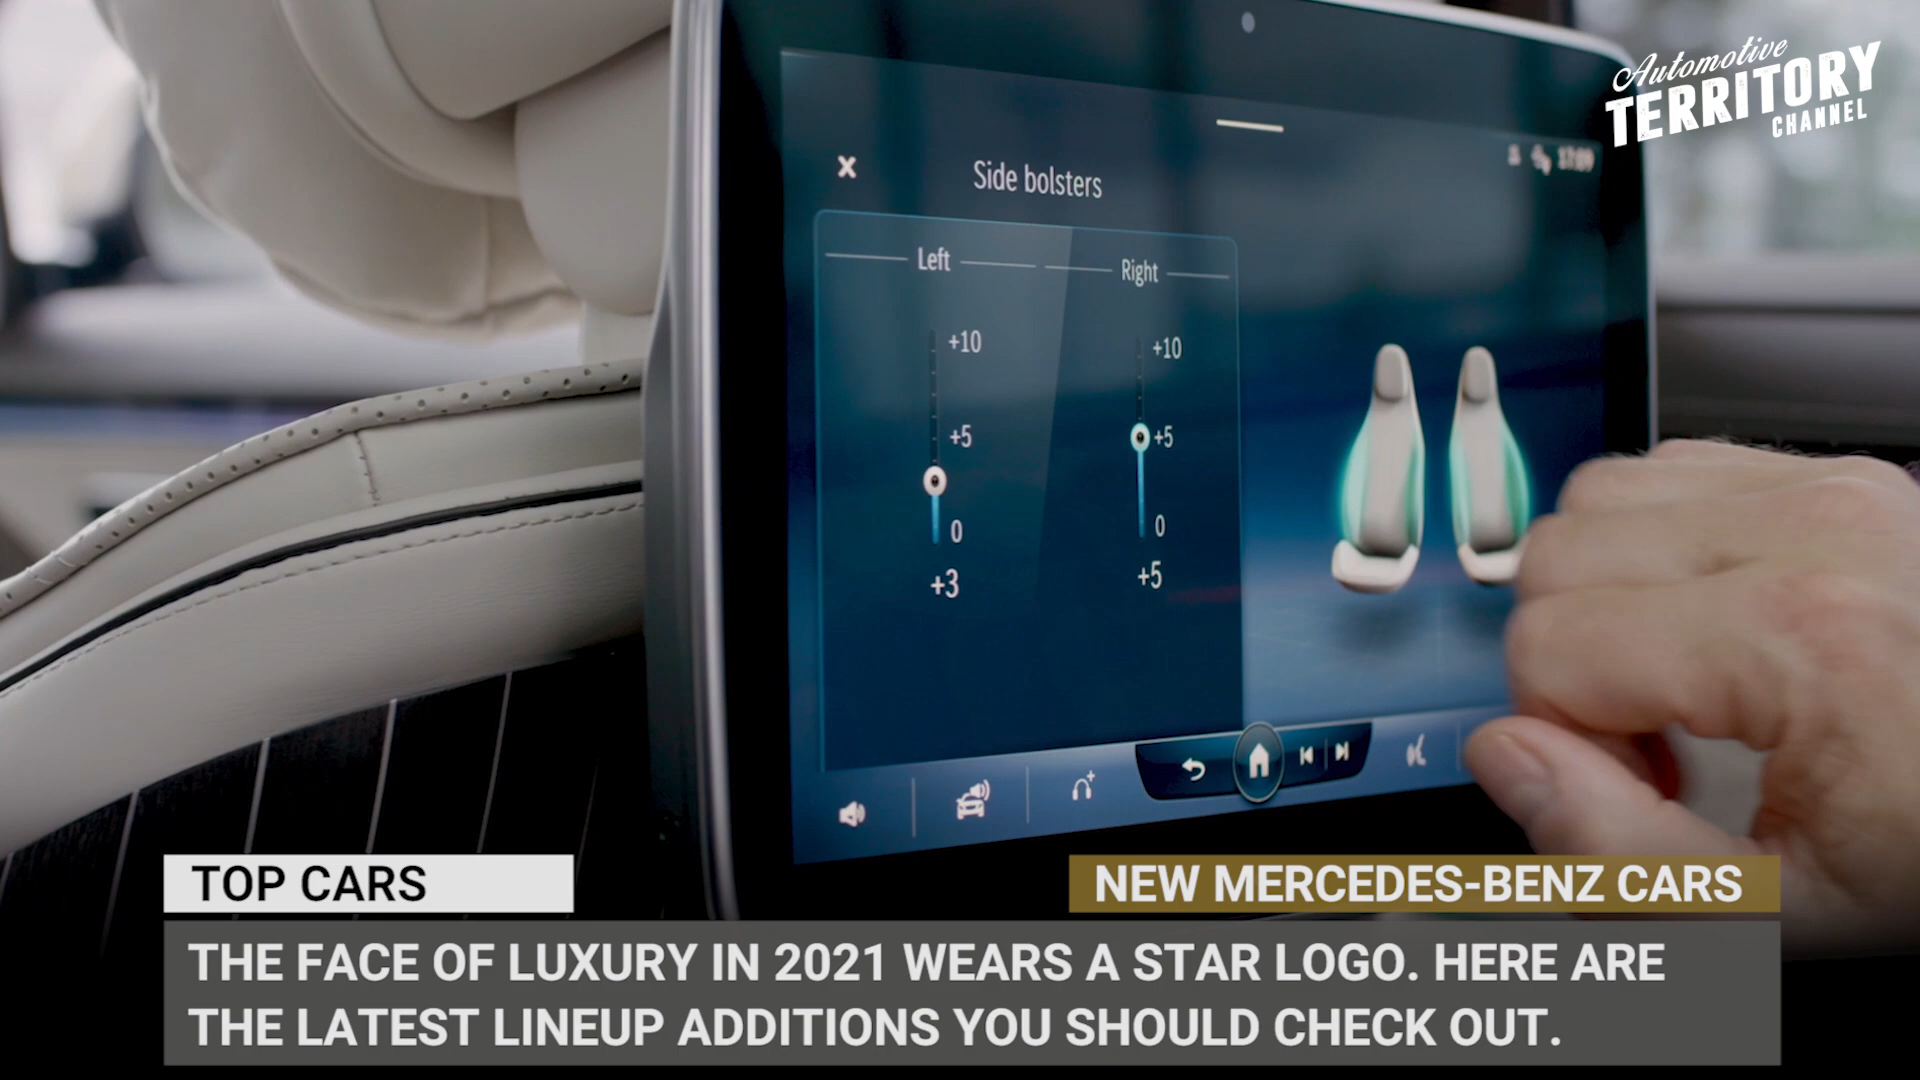 Automotive
TERRITORY
CHANNEL
17:09
X Side bolsters
Left Right
+10 +10
+5 +5
0 0
+3 +5
TOP CARS
NEW MERCEDES-BENZ CARS
THE FACE OF LUXURY IN 2021 WEARS A STAR LOGO. HERE ARE
THE LATEST LINEUP ADDITIONS YOU SHOULD CHECK OUT.